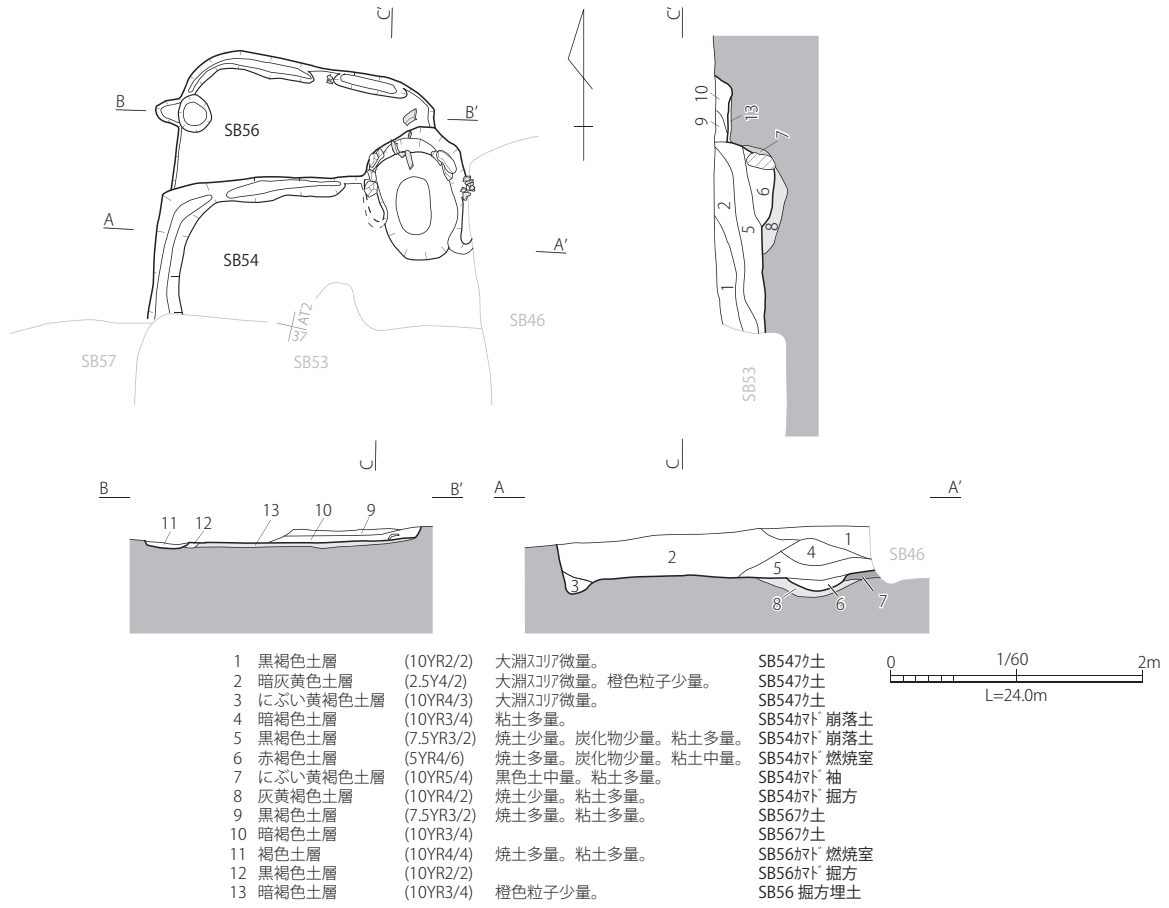 C'
C'
B
B'
SB56
A
A'
SB54
AT2
37
SB46
SB57
SB53
10
9
13
7
2
6
5
8
1
SB53
C
C
B
B'
A
A'
11
12
13
10
9
2
3
1
4
5
8
6
7
SB46
1 黒褐色土層 (10YR2/2) 大淵ｽｺﾘｱ微量。 SB54ﾌｸ土
2 暗灰黄色土層 (2.5Y4/2) 大淵ｽｺﾘｱ微量。橙色粒子少量。 SB54ﾌｸ土
3 にぶい黄褐色土層 (10YR4/3) 大淵ｽｺﾘｱ微量。 SB54ﾌｸ土
4 暗褐色土層 (10YR3/4) 粘土多量。 SB54ｶﾏﾄﾞ崩落土
5 黒褐色土層 (7.5YR3/2) 焼土少量。炭化物少量。粘土多量。 SB54ｶﾏﾄﾞ崩落土
6 赤褐色土層 (5YR4/6) 焼土多量。炭化物少量。粘土中量。 SB54ｶﾏﾄﾞ燃焼室
7 にぶい黄褐色土層 (10YR5/4) 黒色土中量。粘土多量。 SB54ｶﾏﾄﾞ袖
8 灰黄褐色土層 (10YR4/2) 焼土少量。粘土多量。 SB54ｶﾏﾄﾞ掘方
9 黒褐色土層 (7.5YR3/2) 焼土多量。粘土多量。 SB56ﾌｸ土
10 暗褐色土層 (10YR3/4) SB56ﾌｸ土
11 褐色土層 (10YR4/4) 焼土多量。粘土多量。 SB56ｶﾏﾄﾞ燃焼室
12 黒褐色土層 (10YR2/2) SB56ｶﾏﾄﾞ掘方
13 暗褐色土層 (10YR3/4) 橙色粒子少量。 SB56 掘方埋土
0 1/60 2m
L=24.0m